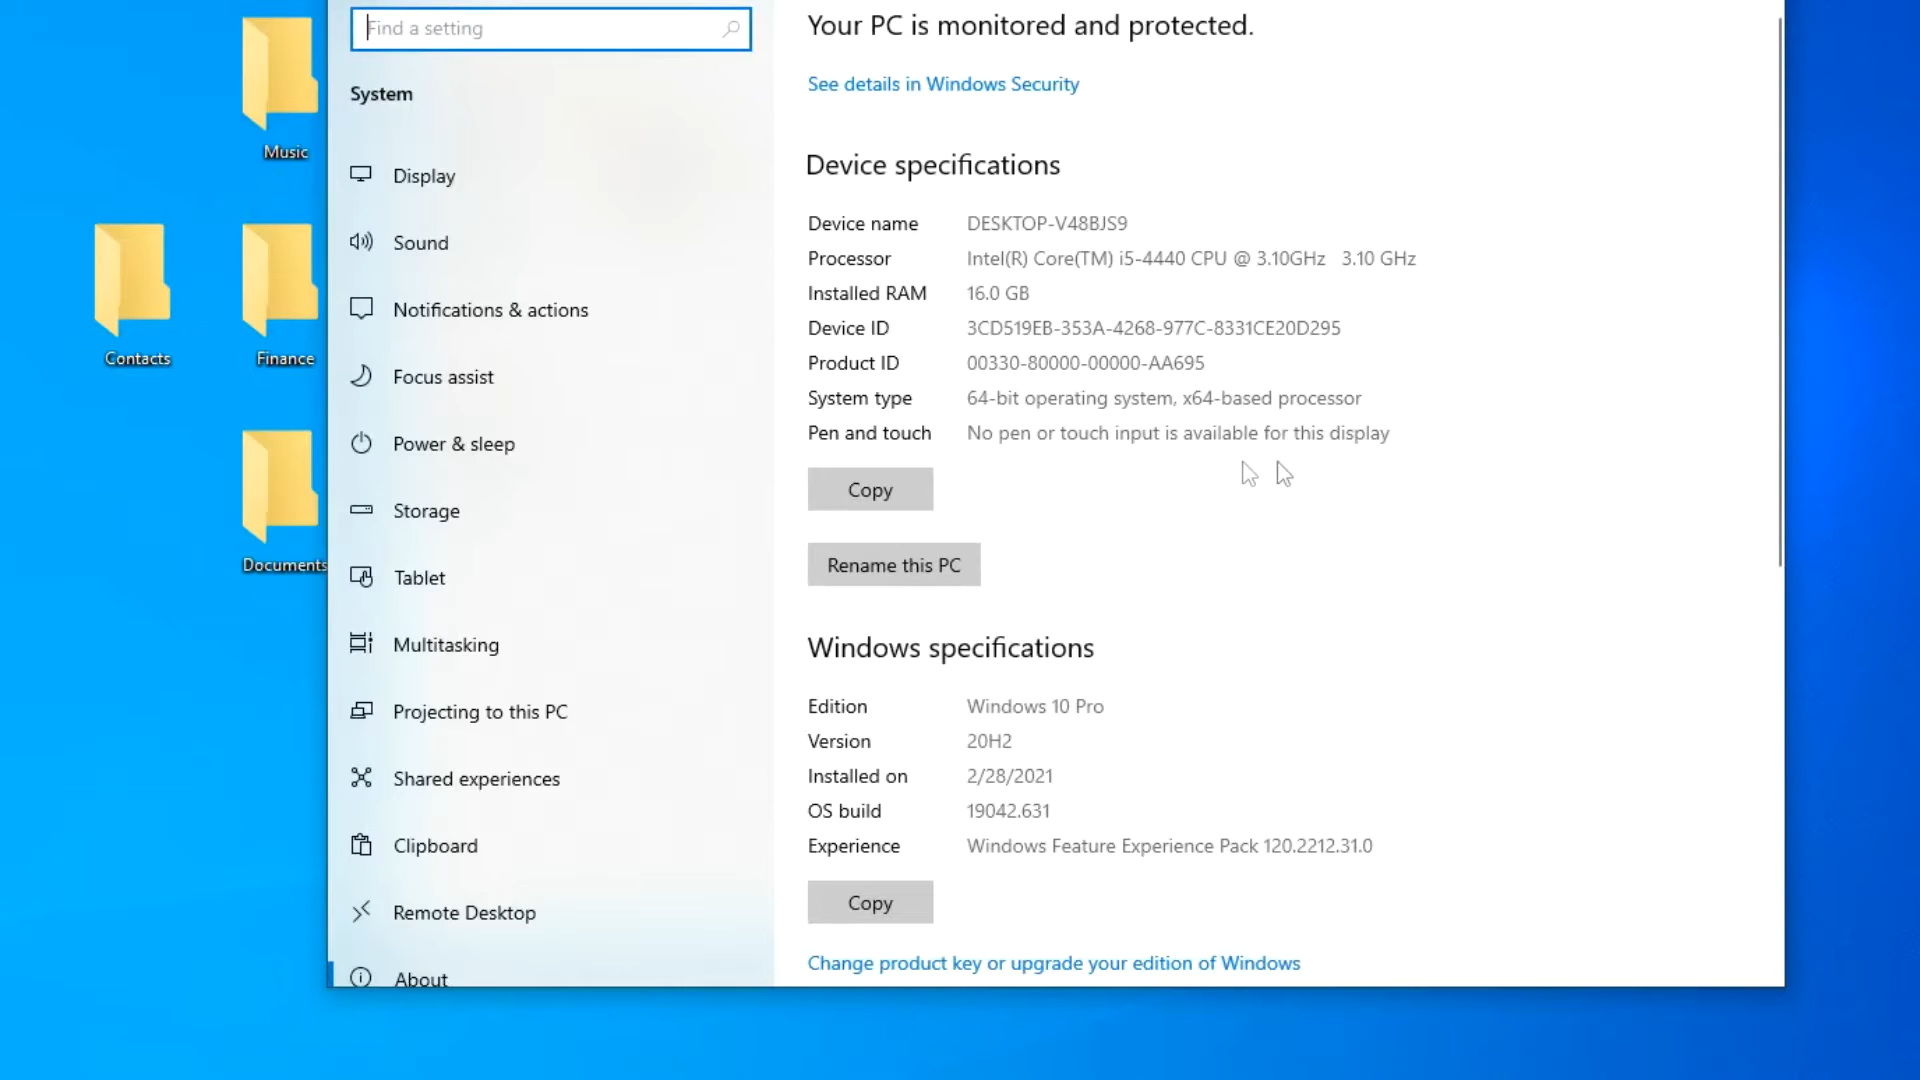 Music
Contacts
Finance
Documents
Find a setting
System
Display
Sound
Notifications & actions
Focus assist
Power & sleep
Storage
Tablet
Multitasking
Projecting to this PC
Shared experiences
Clipboard
Remote Desktop
About
Your PC is monitored and protected.
See details in Windows Security
Device specifications
Device name DESKTOP-V48BJS9
Processor Intel(R) Core(TM) i5-4440 CPU @ 3.10GHz 3.10 GHz
Installed RAM 16.0 GB
Device ID 3CD519EB-353A-4268-977C-8331CE20D295
Product ID 00330-80000-00000-AA695
System type 64-bit operating system, x64-based processor
Pen and touch No pen or touch input is available for this display
Copy
Rename this PC
Windows specifications
Edition Windows 10 Pro
Version 20H2
Installed on 2/28/2021
OS build 19042.631
Experience Windows Feature Experience Pack 120.2212.31.0
Copy
Change product key or upgrade your edition of Windows